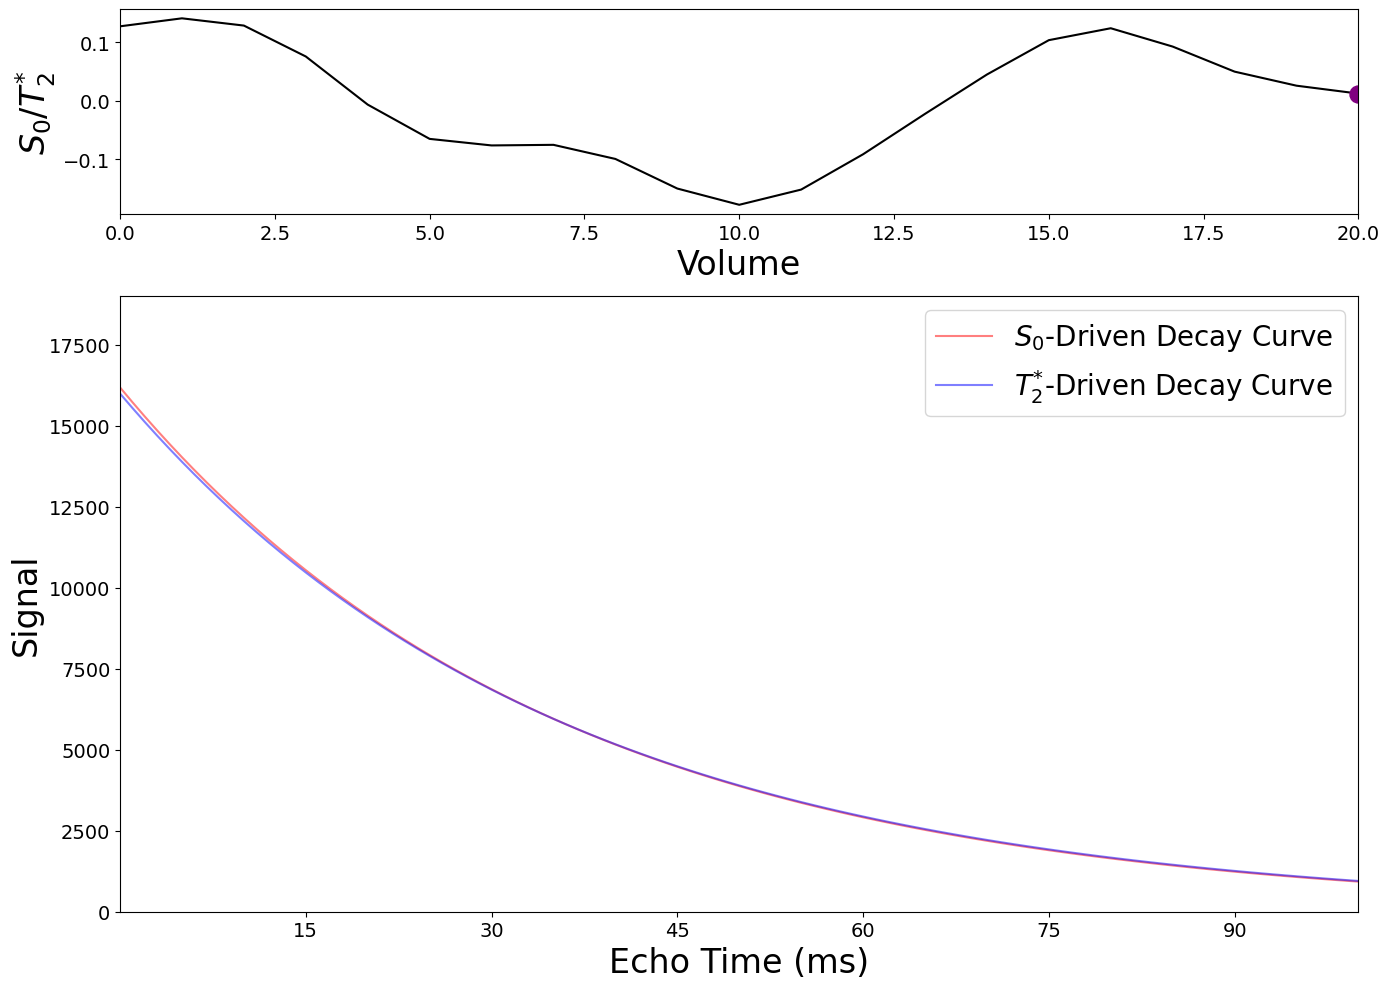 S₀/T₂*
0.1
0.0
−0.1
0.0 2.5 5.0 7.5 10.0 12.5 15.0 17.5 20.0
Volume
S₀-Driven Decay Curve
T₂*-Driven Decay Curve
Signal
17500
15000
12500
10000
7500
5000
2500
0
15 30 45 60 75 90
Echo Time (ms)